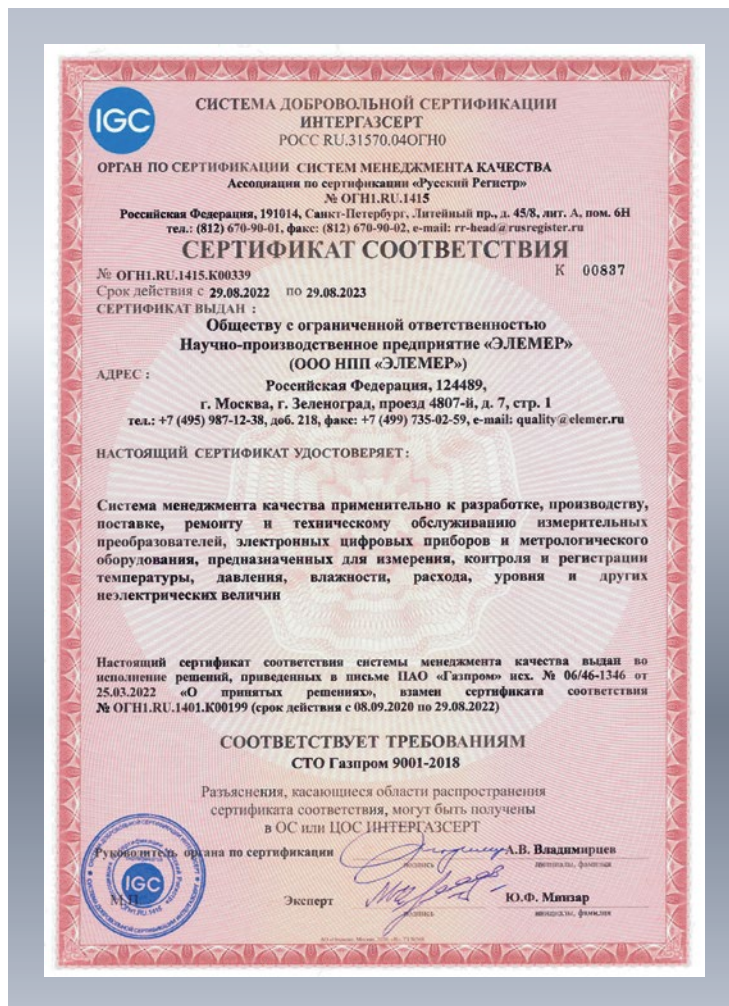 IGC
СИСТЕМА ДОБРОВОЛЬНОЙ СЕРТИФИКАЦИИ
ИНТЕРГАЗСЕРТ
РОСС RU.31570.04ОГН0
ОРГАН ПО СЕРТИФИКАЦИИ СИСТЕМ МЕНЕДЖМЕНТА КАЧЕСТВА
Ассоциации по сертификации «Русский Регистр»
№ ОГН1.RU.1415
Российская Федерация, 191014, Санкт-Петербург, Литейный пр., д. 45/8, лит. А, пом. 6Н
тел.: (812) 670-90-01, факс: (812) 670-90-02, e-mail: rr-head@rusregister.ru
СЕРТИФИКАТ СООТВЕТСТВИЯ
№ ОГН1.RU.1415.К00339
К 00837
Срок действия с 29.08.2022 по 29.08.2023
СЕРТИФИКАТ ВЫДАН :
Обществу с ограниченной ответственностью
Научно-производственное предприятие «ЭЛЕМЕР»
(ООО НПП «ЭЛЕМЕР»)
АДРЕС :
Российская Федерация, 124489,
г. Москва, г. Зеленоград, проезд 4807-й, д. 7, стр. 1
тел.: +7 (495) 987-12-38, доб. 218, факс: +7 (499) 735-02-59, e-mail: quality@elemer.ru
НАСТОЯЩИЙ СЕРТИФИКАТ УДОСТОВЕРЯЕТ :
Система менеджмента качества применительно к разработке, производству,
поставке, ремонту и техническому обслуживанию измерительных
преобразователей, электронных цифровых приборов и метрологического
оборудования, предназначенных для измерения, контроля и регистрации
температуры, давления, влажности, расхода, уровня и других
неэлектрических величин
Настоящий сертификат соответствия системы менеджмента качества выдан во
исполнение решений, приведенных в письме ПАО «Газпром» исх. № 06/46-1346 от
25.03.2022 «О принятых решениях», взамен сертификата соответствия
№ ОГН1.RU.1401.К00199 (срок действия с 08.09.2020 по 29.08.2022)
СООТВЕТСТВУЕТ ТРЕБОВАНИЯМ
СТО Газпром 9001-2018
Разъяснения, касающиеся области распространения
сертификата соответствия, могут быть получены
в ОС или ЦОС ИНТЕРГАЗСЕРТ
Руководитель органа по сертификации
А.В. Владимирцев
подпись
инициалы, фамилия
IGC
М.П.
Эксперт
Ю.Ф. Минзар
подпись
инициалы, фамилия